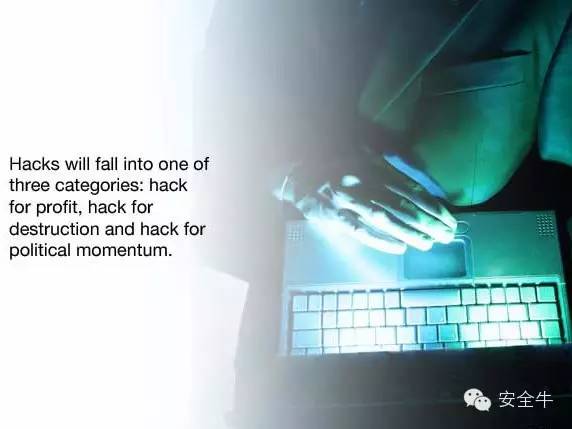 Hacks will fall into one of
three categories: hack
for profit, hack for
destruction and hack for
political momentum.
安全牛